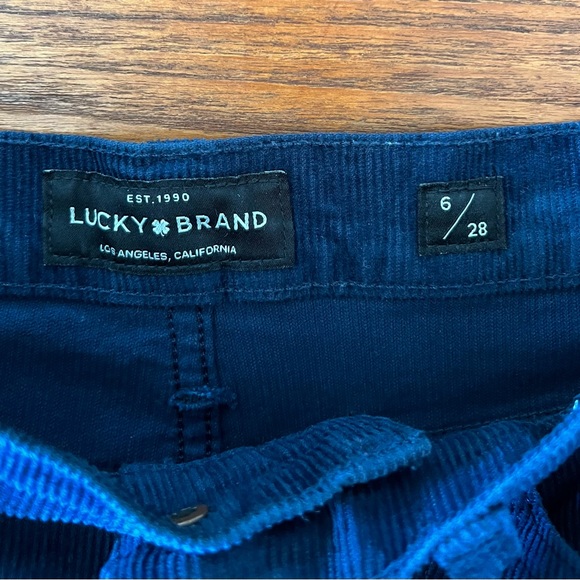 EST. 1990
LUCKY BRAND
LOS ANGELES, CALIFORNIA
6/28